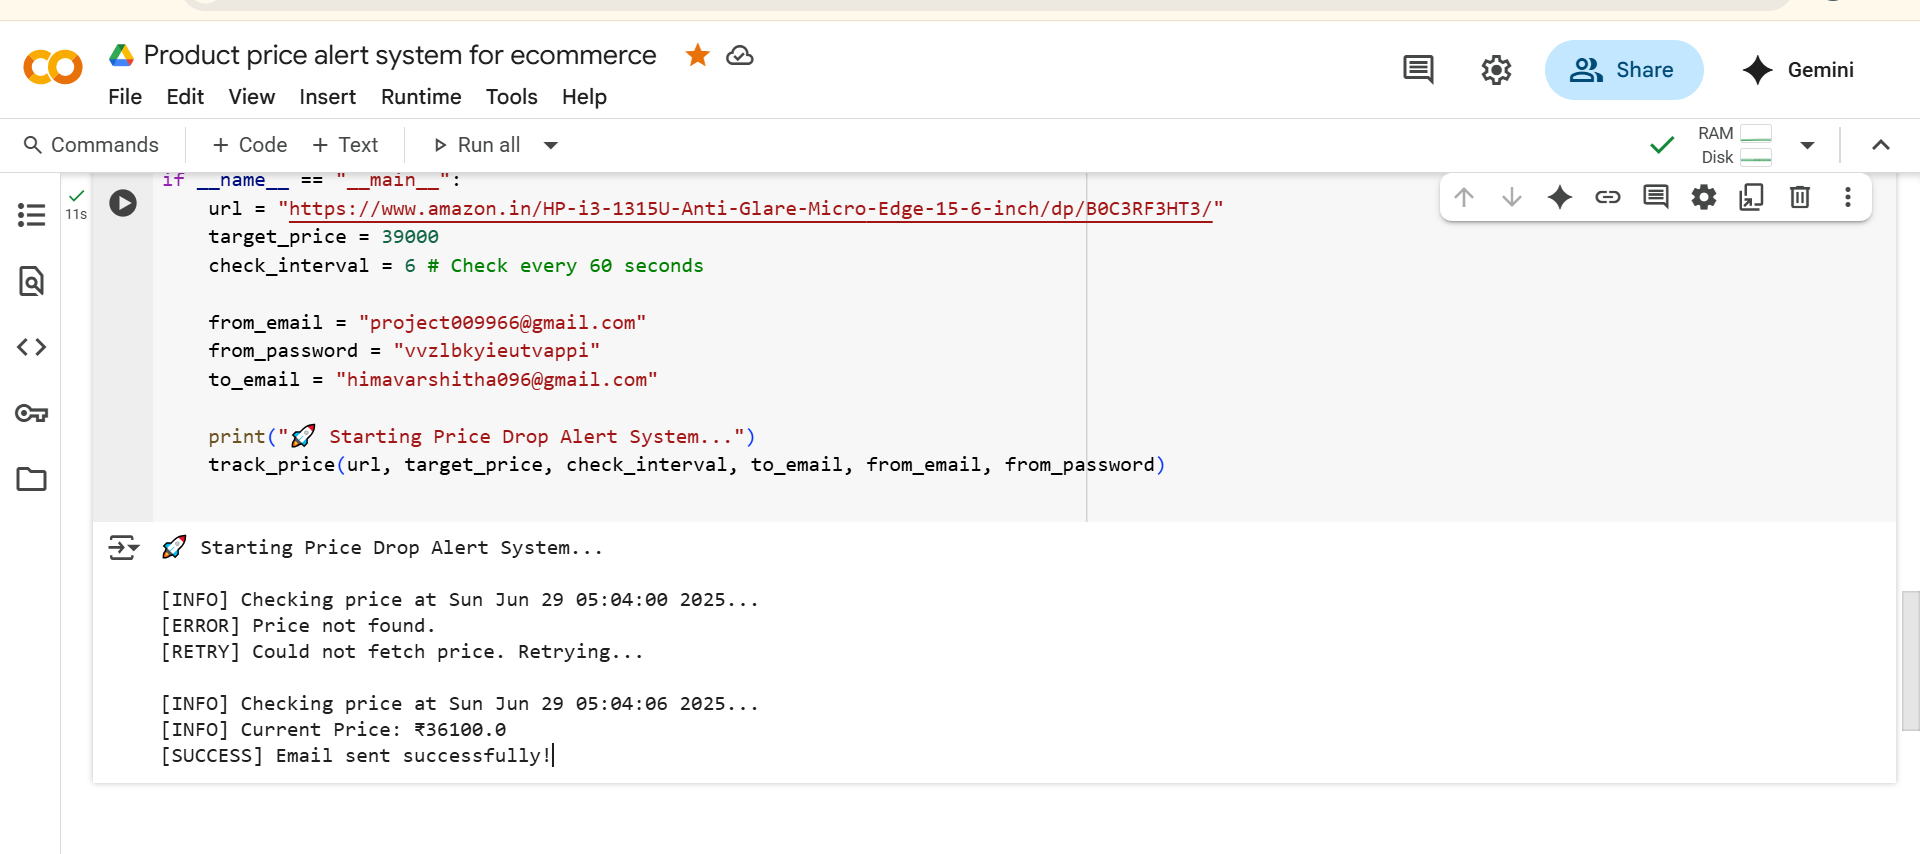 Product price alert system for ecommerce
Share
Gemini
File Edit View Insert Runtime Tools Help
Commands + Code + Text Run all
RAM
Disk
11s
if __name__ == "__main__":
url = "https://www.amazon.in/HP-i3-1315U-Anti-Glare-Micro-Edge-15-6-inch/dp/B0C3RF3HT3/"
target_price = 39000
check_interval = 6 # Check every 60 seconds
from_email = "project009966@gmail.com"
from_password = "vvzlbkyieutvappi"
to_email = "himavarshitha096@gmail.com"
print("🚀 Starting Price Drop Alert System...")
track_price(url, target_price, check_interval, to_email, from_email, from_password)
🚀 Starting Price Drop Alert System...
[INFO] Checking price at Sun Jun 29 05:04:00 2025...
[ERROR] Price not found.
[RETRY] Could not fetch price. Retrying...
[INFO] Checking price at Sun Jun 29 05:04:06 2025...
[INFO] Current Price: ₹36100.0
[SUCCESS] Email sent successfully!